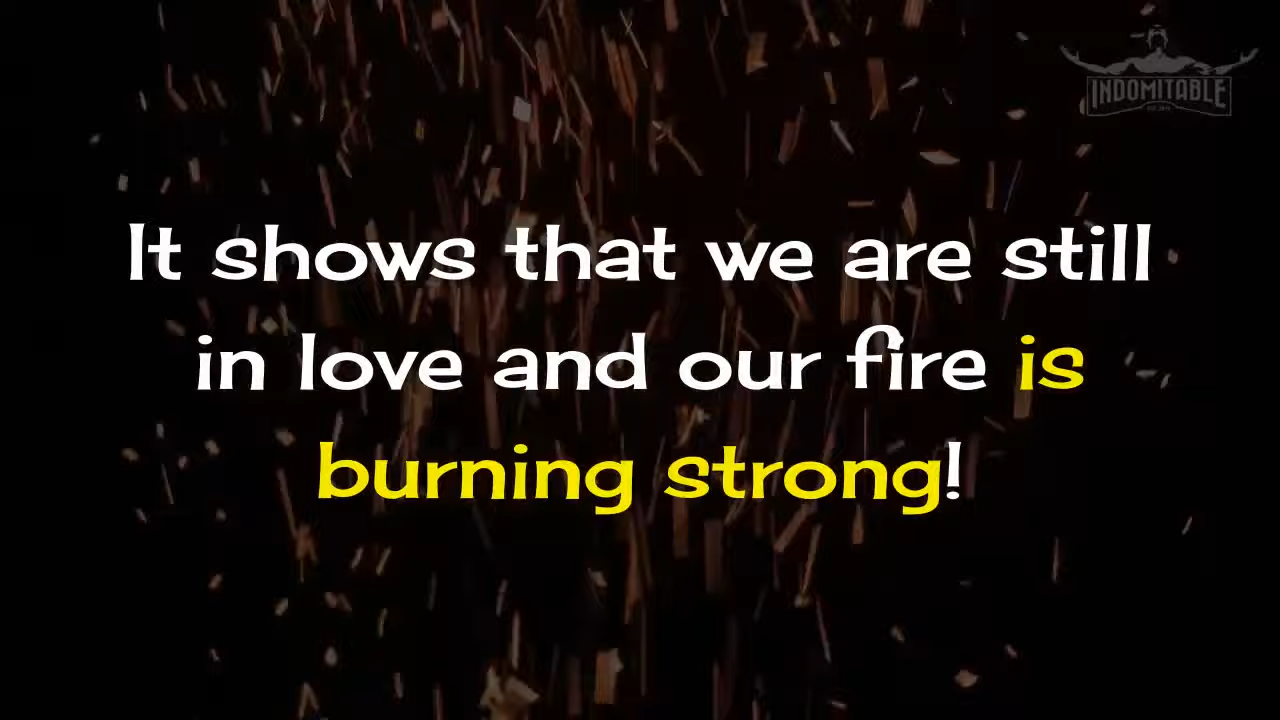 INDOMITABLE
It shows that we are still
in love and our fire is
burning strong!